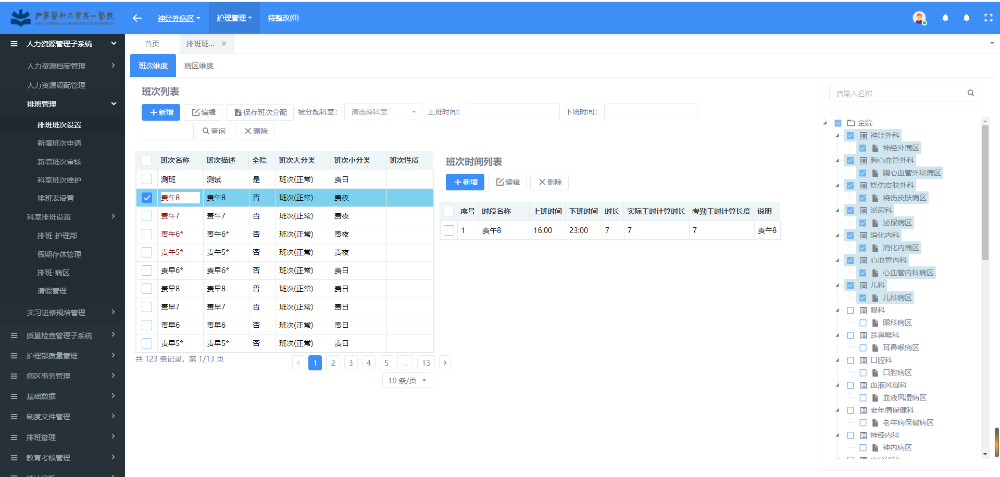 山西醫科大學第一醫院
FIRST HOSPITAL OF SHANXI MEDICAL UNIVERSITY
神经外病区
护理管理
待整改(0)
人力资源管理子系统
人力资源档案管理
人力资源调配管理
排班管理
排班班次设置
新增班次申请
新增班次审核
科室班次维护
排班表设置
科室排班设置
排班-护理部
假期存休管理
排班-病区
请假管理
实习进修规培管理
质量检查管理子系统
护理部质量管理
病区事务管理
基础数据
制度文件管理
排班管理
教育考核管理
统计分析
首页
排班班...
班次维度
病区维度
班次列表
新增
编辑
保存班次分配
被分配科室：
请选择科室
上班时间：
下班时间：
查询
删除
班次名称 班次描述 全院 班次大分类 班次小分类 班次性质
测班 测试 是 班次(正常) 责日
责午8 责午8 否 班次(正常) 责夜
责午7 责午7 否 班次(正常) 责夜
责午6* 责午6* 否 班次(正常) 责夜
责午5* 责午5* 否 班次(正常) 责夜
责早6* 责早6* 否 班次(正常) 责日
责早8 责早8 否 班次(正常) 责日
责早7 责早7 否 班次(正常) 责日
责早6 责早6 否 班次(正常) 责日
责早5* 责早5* 否 班次(正常) 责日
共 123 条记录，第 1/13 页
1 2 3 4 5 ... 13
10 条/页
班次时间列表
新增
编辑
删除
序号 时段名称 上班时间 下班时间 时长 实际工时计算时长 考勤工时计算长度 说明
1 责午8 16:00 23:00 7 7 7 责午8
请输入名称
全院
神经外科
神经外病区
胸心血管外科
胸心血管外科病区
烧伤皮肤外科
烧伤皮肤病区
泌尿科
泌尿病区
消化内科
消化内病区
心血管内科
心血管内科病区
儿科
儿科病区
眼科
眼科病区
耳鼻喉科
耳鼻喉病区
口腔科
口腔病区
血液风湿科
血液风湿病区
老年病保健科
老年病保健病区
神经内科
神内病区